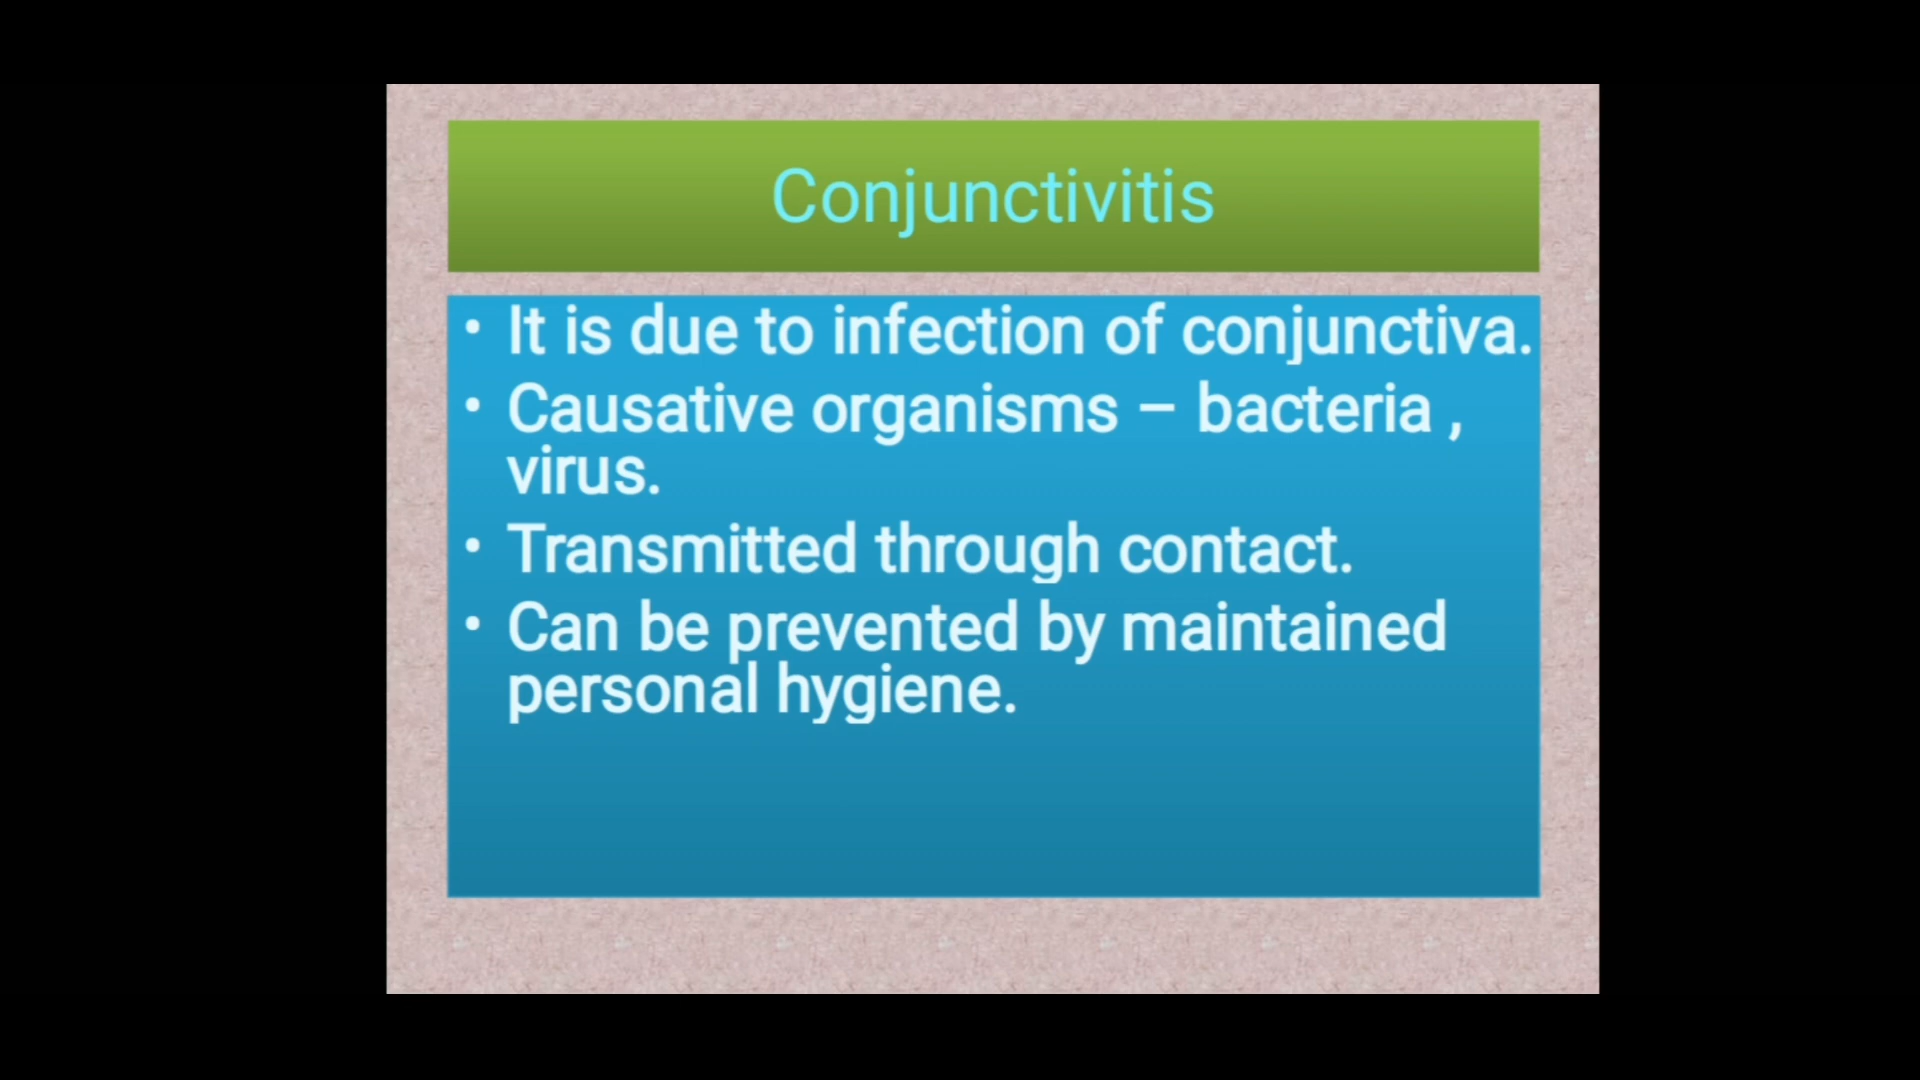 Conjunctivitis
• It is due to infection of conjunctiva.
• Causative organisms – bacteria ,
virus.
• Transmitted through contact.
• Can be prevented by maintained
personal hygiene.